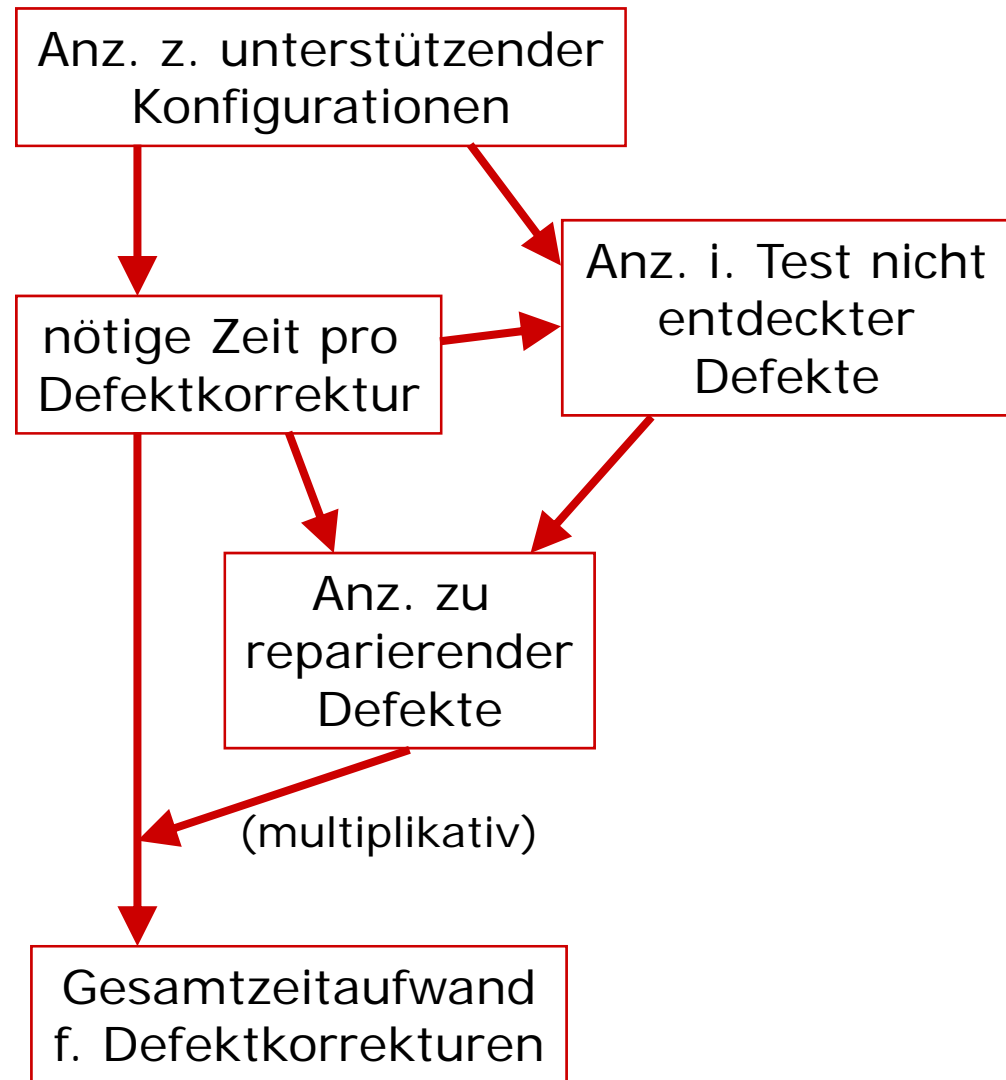 Anz. z. unterstützender
Konfigurationen
Anz. i. Test nicht
entdeckter
Defekte
nötige Zeit pro
Defektkorrektur
Anz. zu
reparierender
Defekte
(multiplikativ)
Gesamtzeitaufwand
f. Defektkorrekturen